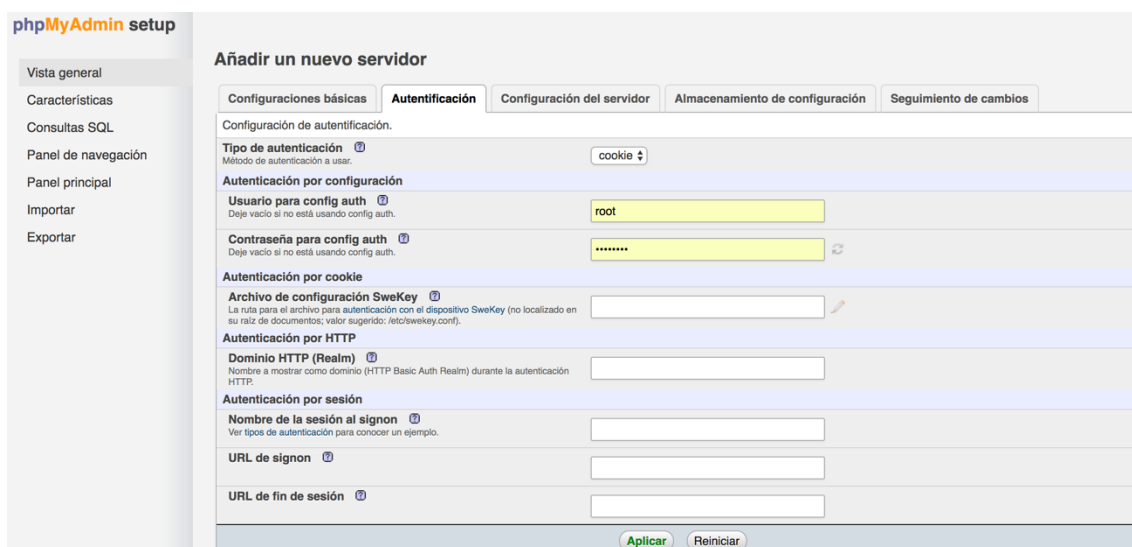 phpMyAdmin setup
Vista general
Características
Consultas SQL
Panel de navegación
Panel principal
Importar
Exportar
Añadir un nuevo servidor
Configuraciones básicas
Autentificación
Configuración del servidor
Almacenamiento de configuración
Seguimiento de cambios
Configuración de autentificación.
Tipo de autenticación
Método de autenticación a usar.
cookie
Autenticación por configuración
Usuario para config auth
Deje vacío si no está usando config auth.
root
Contraseña para config auth
Deje vacío si no está usando config auth.
••••••••
Autenticación por cookie
Archivo de configuración SweKey
La ruta para el archivo para autenticación con el dispositivo SweKey (no localizado en
su raíz de documentos; valor sugerido: /etc/swekey.conf).
Autenticación por HTTP
Dominio HTTP (Realm)
Nombre a mostrar como dominio (HTTP Basic Auth Realm) durante la autenticación
HTTP.
Autenticación por sesión
Nombre de la sesión al signon
Ver tipos de autenticación para conocer un ejemplo.
URL de signon
URL de fin de sesión
Aplicar
Reiniciar